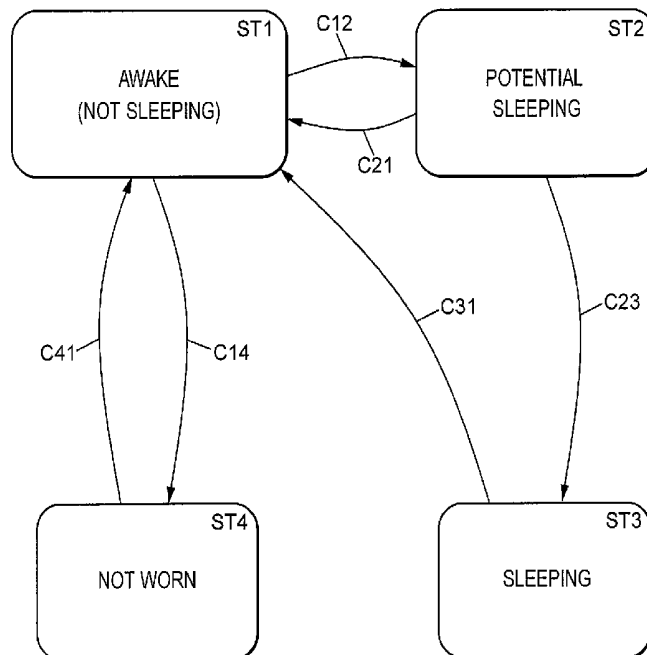 ST1
AWAKE
(NOT SLEEPING)
C12
ST2
POTENTIAL
SLEEPING
C21
C41
C14
C31
C23
ST4
NOT WORN
ST3
SLEEPING